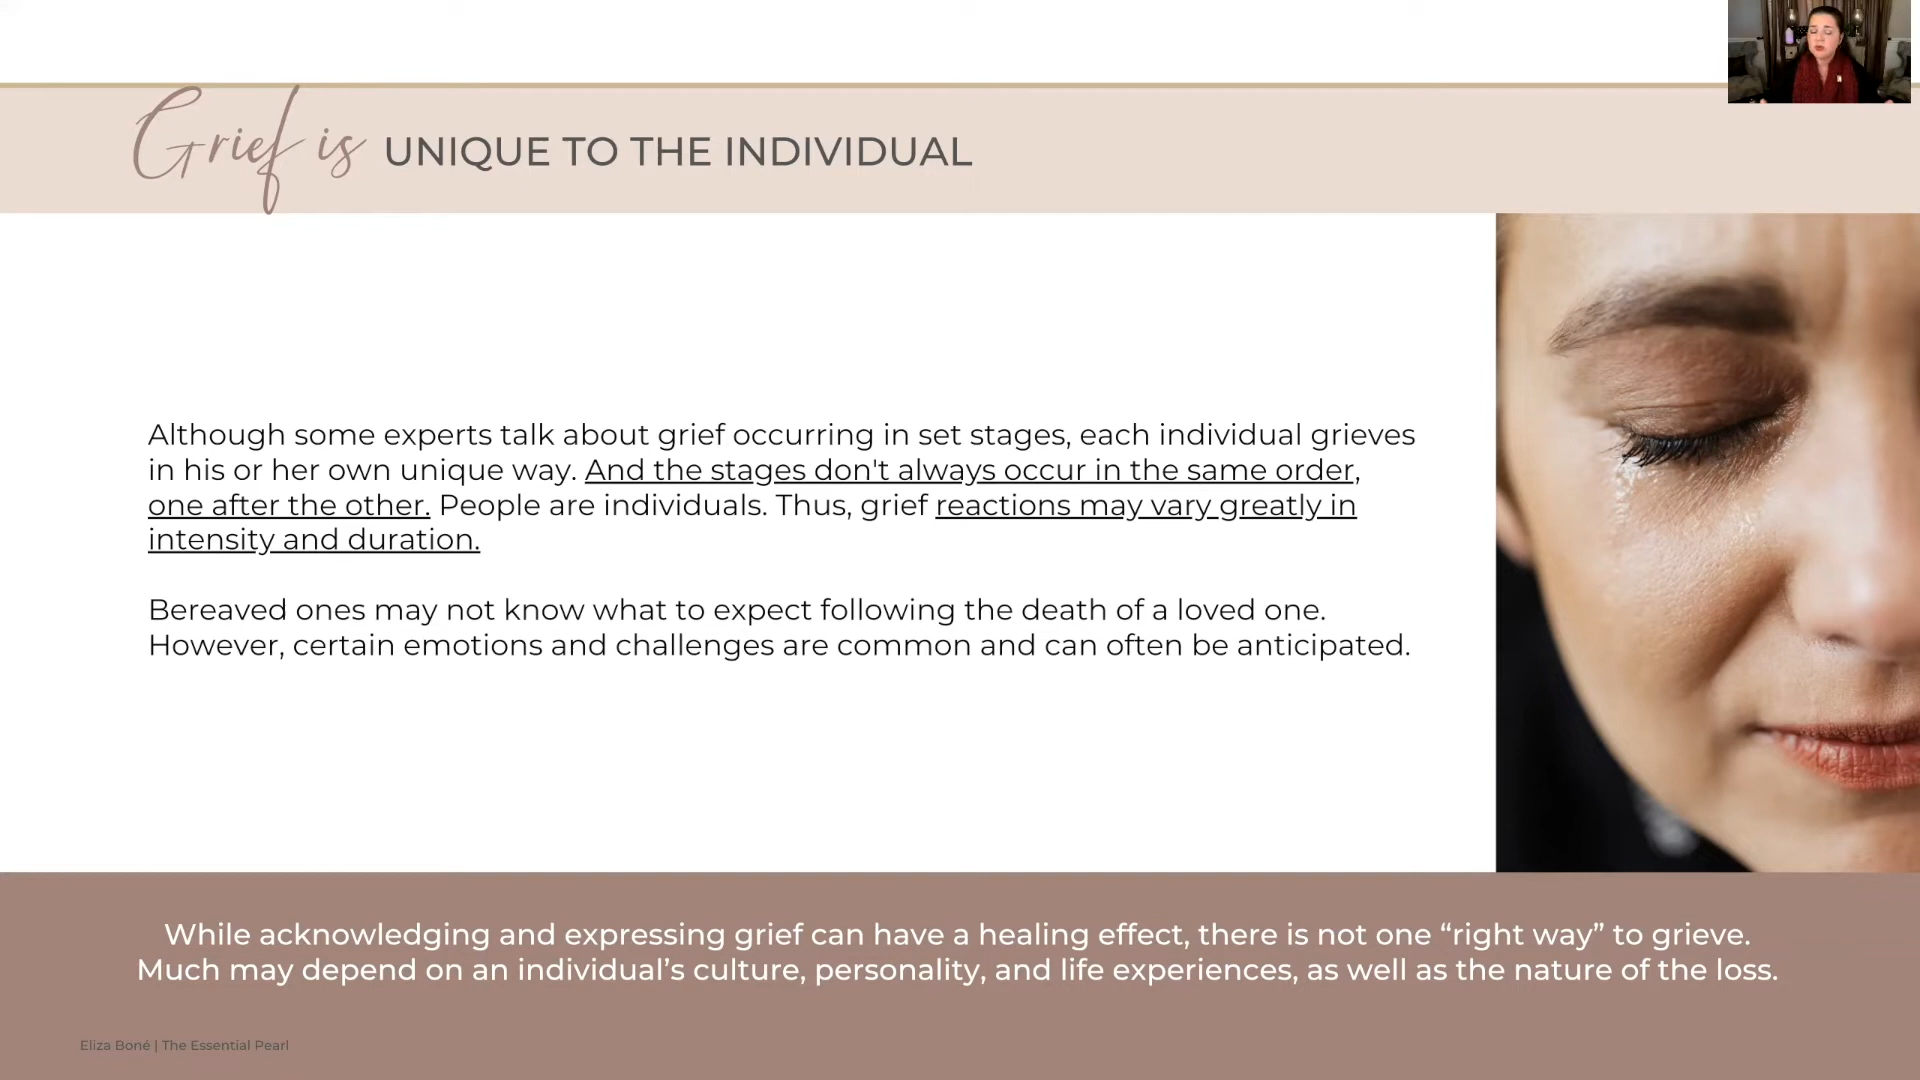 Grief is UNIQUE TO THE INDIVIDUAL
Although some experts talk about grief occurring in set stages, each individual grieves
in his or her own unique way. And the stages don't always occur in the same order,
one after the other. People are individuals. Thus, grief reactions may vary greatly in
intensity and duration.
Bereaved ones may not know what to expect following the death of a loved one.
However, certain emotions and challenges are common and can often be anticipated.
While acknowledging and expressing grief can have a healing effect, there is not one “right way” to grieve.
Much may depend on an individual’s culture, personality, and life experiences, as well as the nature of the loss.
Eliza Boné | The Essential Pearl